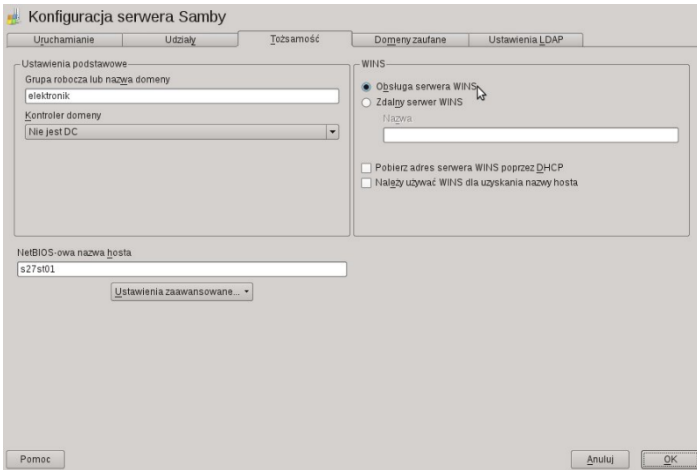 Konfiguracja serwera Samby
Uruchamianie
Udziały
Tożsamość
Domeny zaufane
Ustawienia LDAP
Ustawienia podstawowe
Grupa robocza lub nazwa domeny
elektronik
Kontroler domeny
Nie jest DC
WINS
Obsługa serwera WINS
Zdalny serwer WINS
Nazwa
Pobierz adres serwera WINS poprzez DHCP
Należy używać WINS dla uzyskania nazwy hosta
NetBIOS-owa nazwa hosta
s27st01
Ustawienia zaawansowane...
Pomoc
Anuluj
OK